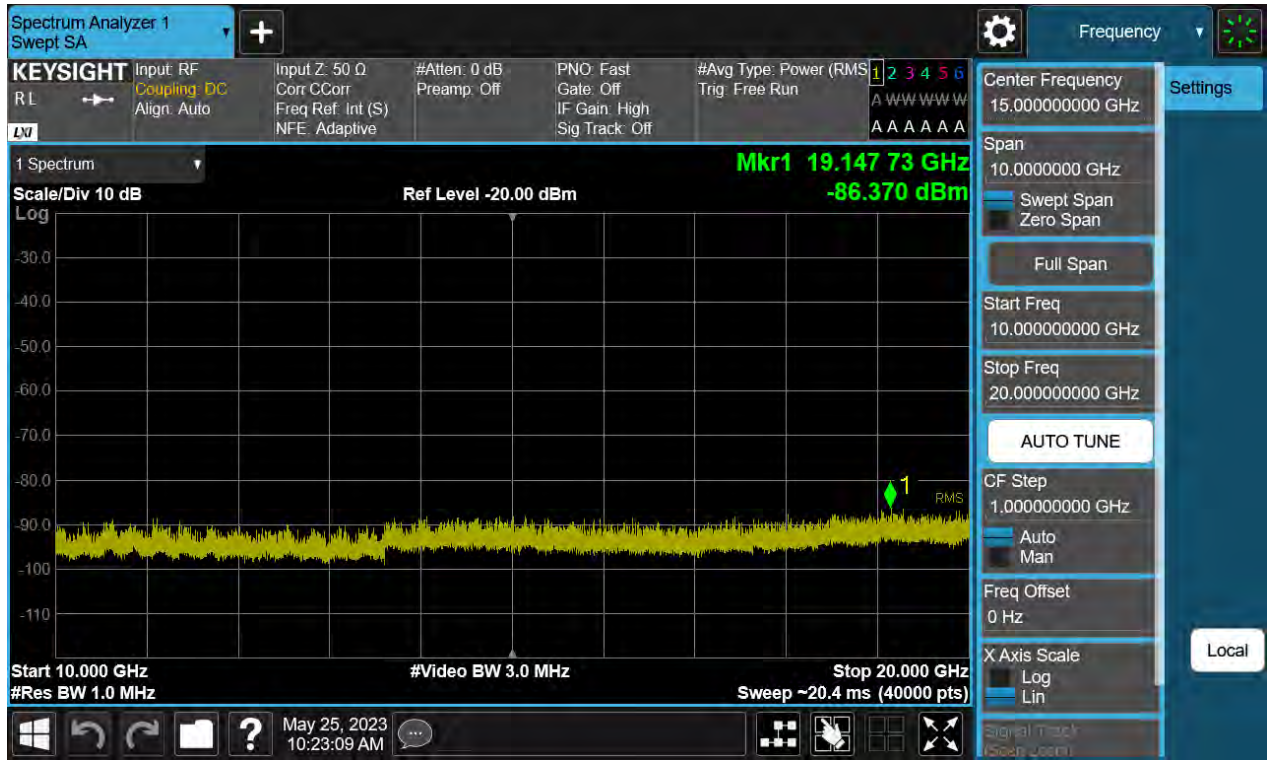 Spectrum Analyzer 1
Swept SA
+
Frequency
KEYSIGHT
RL
LXI
Input: RF
Coupling: DC
Align: Auto
Input Z: 50 Ω
Corr CCorr
Freq Ref: Int (S)
NFE: Adaptive
#Atten: 0 dB
Preamp: Off
PNO: Fast
Gate: Off
IF Gain: High
Sig Track: Off
#Avg Type: Power (RMS
Trig: Free Run
1 2 3 4 5 6
A W W W W W
A A A A A A
1 Spectrum
Mkr1 19.147 73 GHz
Scale/Div 10 dB
Ref Level -20.00 dBm
-86.370 dBm
Log
-30.0
-40.0
-50.0
-60.0
-70.0
-80.0
-90.0
-100
-110
1
RMS
Start 10.000 GHz
#Video BW 3.0 MHz
Stop 20.000 GHz
#Res BW 1.0 MHz
Sweep ~20.4 ms (40000 pts)
?
May 25, 2023
10:23:09 AM
Center Frequency
15.000000000 GHz
Settings
Span
10.0000000 GHz
Swept Span
Zero Span
Full Span
Start Freq
10.000000000 GHz
Stop Freq
20.000000000 GHz
AUTO TUNE
CF Step
1.000000000 GHz
Auto
Man
Freq Offset
0 Hz
X Axis Scale
Log
Lin
Local
Signal Track
(Span Zoom)